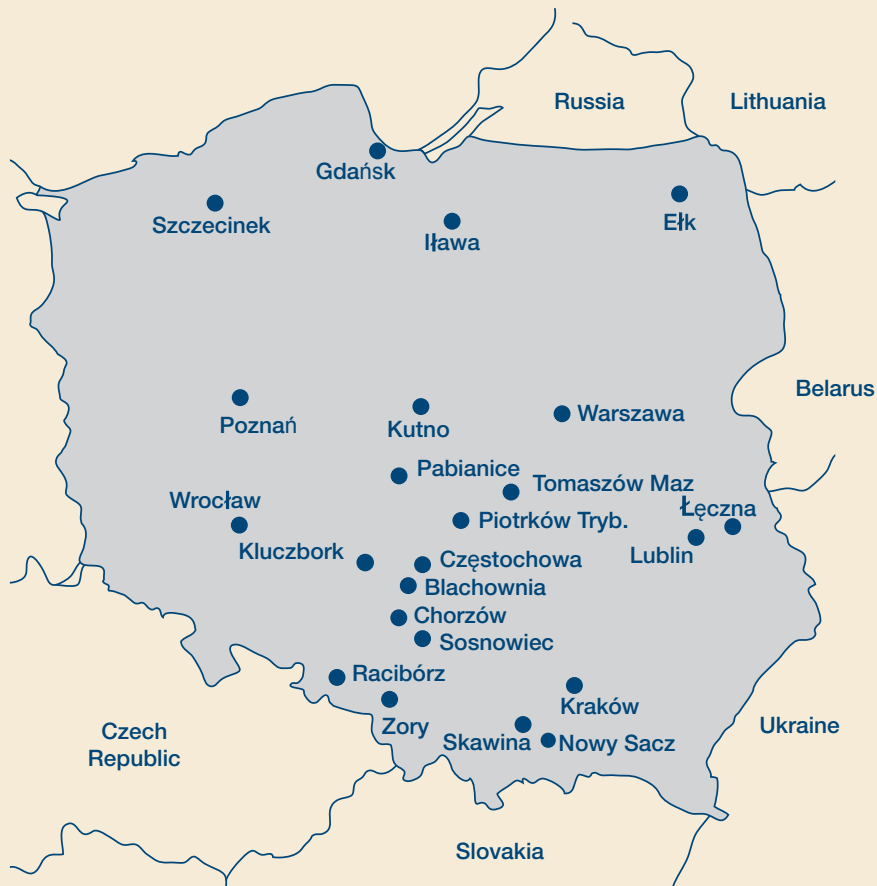 Russia
Lithuania
Gdańsk
Szczecinek
Iława
Ełk
Belarus
Poznań
Kutno
Warszawa
Pabianice
Tomaszów Maz
Wrocław
Łęczna
Piotrków Tryb.
Kluczbork
Częstochowa
Lublin
Blachownia
Chorzów
Sosnowiec
Racibórz
Kraków
Zory
Ukraine
Czech
Republic
Skawina
Nowy Sacz
Slovakia